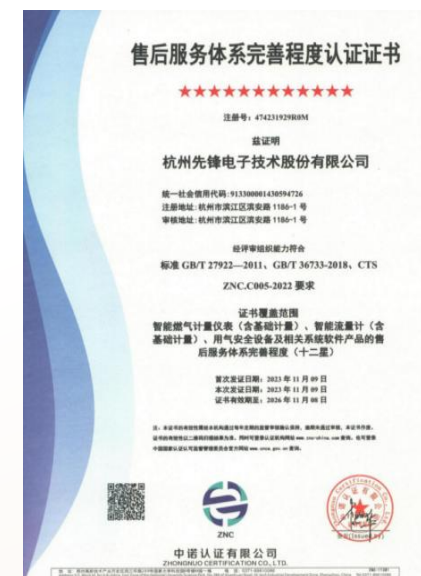 售后服务体系完善程度认证证书
★★★★★★★★★★★★
注册号：474231929R0M
兹证明
杭州先锋电子技术股份有限公司
统一社会信用代码：913300001430594726
注册地址：杭州市滨江区滨安路 1186-1 号
审核地址：杭州市滨江区滨安路 1186-1 号
经评审组织能力符合
标准 GB/T 27922—2011、GB/T 36733-2018、CTS
ZNC.C005-2022 要求
证书覆盖范围
智能燃气计量仪表（含基础计量）、智能流量计（含
基础计量）、用气安全设备及相关系统软件产品的售
后服务体系完善程度（十二星）
首次发证日期：2023 年 11 月 09 日
本次发证日期：2023 年 11 月 09 日
证书有效期至：2026 年 11 月 08 日
ZNC
中诺认证有限公司
ZHONGNUO CERTIFICATION CO., LTD.